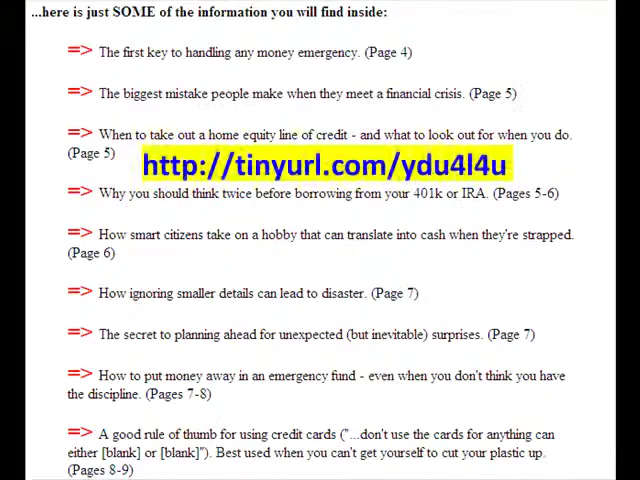 ...here is just SOME of the information you will find inside:
=> The first key to handling any money emergency. (Page 4)
=> The biggest mistake people make when they meet a financial crisis. (Page 5)
=> When to take out a home equity line of credit - and what to look out for when you do.
(Page 5)
http://tinyurl.com/ydu4l4u
=> Why you should think twice before borrowing from your 401k or IRA. (Pages 5-6)
=> How smart citizens take on a hobby that can translate into cash when they're strapped.
(Page 6)
=> How ignoring smaller details can lead to disaster. (Page 7)
=> The secret to planning ahead for unexpected (but inevitable) surprises. (Page 7)
=> How to put money away in an emergency fund - even when you don't think you have
the discipline. (Pages 7-8)
=> A good rule of thumb for using credit cards ("...don't use the cards for anything can
either [blank] or [blank]"). Best used when you can't get yourself to cut your plastic up.
(Pages 8-9)